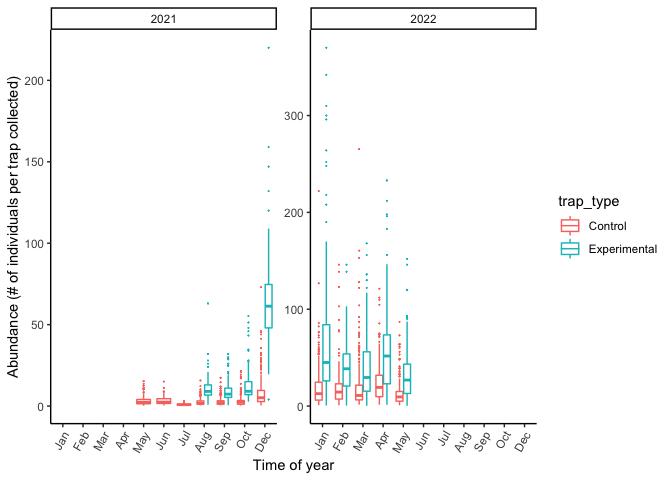 2021
2022
Abundance (# of individuals per trap collected)
200
150
100
50
0
300
200
100
0
Jan Feb Mar Apr May Jun Jul Aug Sep Oct Dec
Jan Feb Mar Apr May Jun Jul Aug Sep Oct Dec
Time of year
trap_type
Control
Experimental